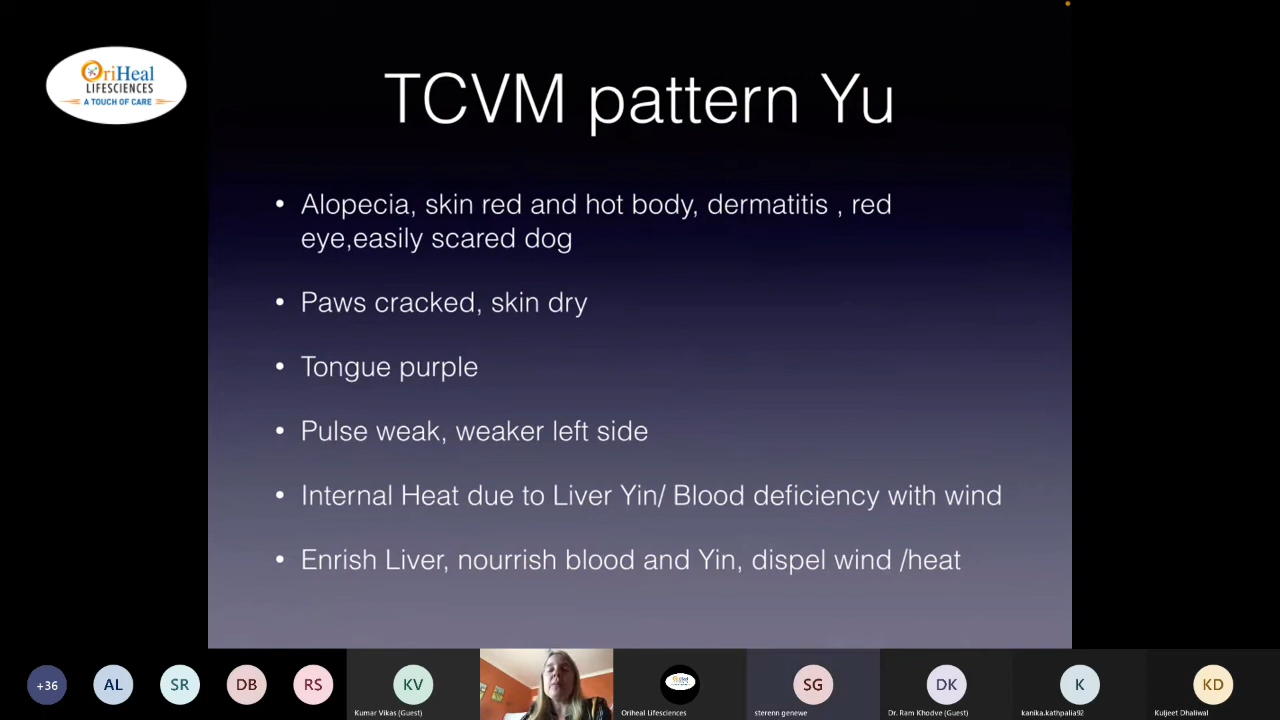 OriHeal
LIFESCIENCES
A TOUCH OF CARE
TCVM pattern Yu
• Alopecia, skin red and hot body, dermatitis , red
eye,easily scared dog
• Paws cracked, skin dry
• Tongue purple
• Pulse weak, weaker left side
• Internal Heat due to Liver Yin/ Blood deficiency with wind
• Enrish Liver, nourrish blood and Yin, dispel wind /heat
+36
AL
SR
DB
RS
KV
SG
DK
K
KD
Kumar Vikas (Guest)
Oriheal Lifesciences
sterenn genewe
Dr. Ram Khodve (Guest)
kanika.kathpalia92
Kuljeet Dhaliwal